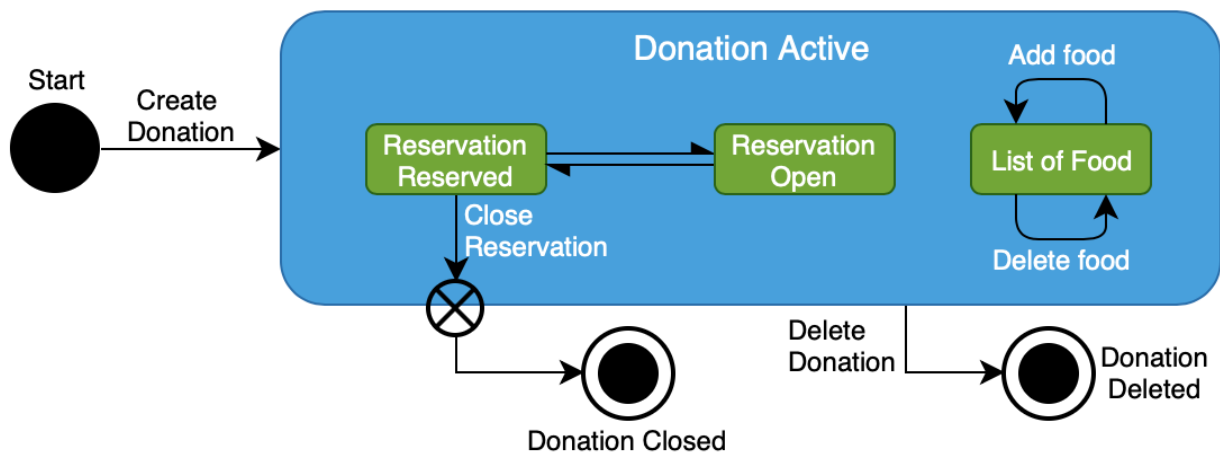 Donation Active
Start
Create
Donation
Add food
Reservation
Reserved
Reservation
Open
List of Food
Close
Reservation
Delete food
Delete
Donation
Donation
Deleted
Donation Closed